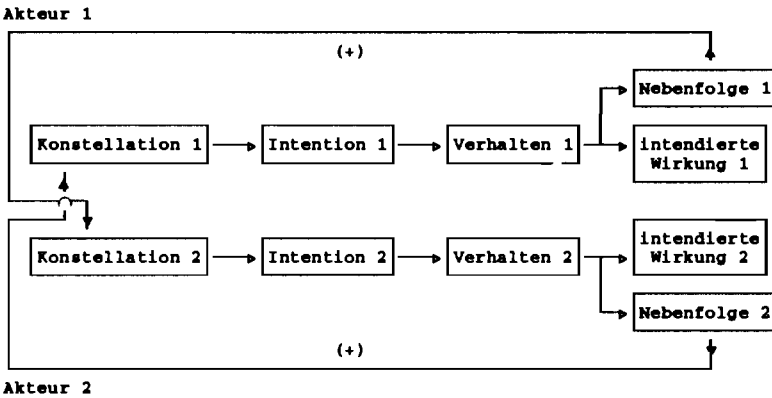 Akteur 1
(+)
Nebenfolge 1
Konstellation 1
Intention 1
Verhalten 1
intendierte
Wirkung 1
Konstellation 2
Intention 2
Verhalten 2
intendierte
Wirkung 2
Nebenfolge 2
(+)
Akteur 2